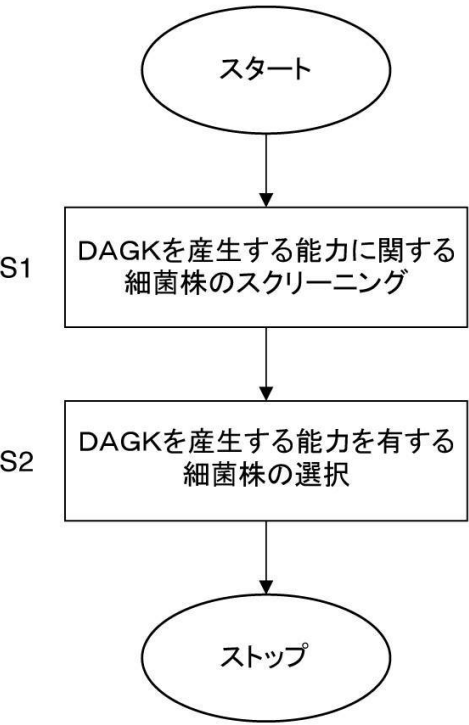 スタート
S1
DAGKを産生する能力に関する
細菌株のスクリーニング
S2
DAGKを産生する能力を有する
細菌株の選択
ストップ